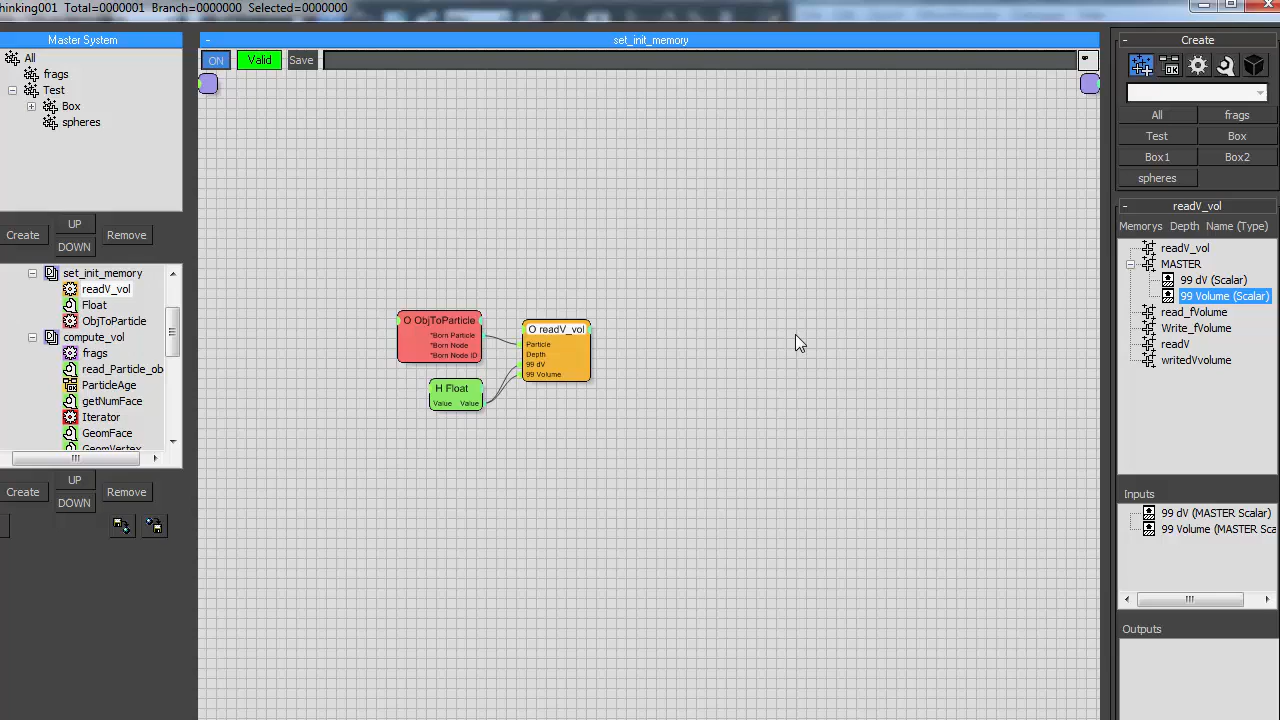 hinking001 Total=0000001 Branch=0000000 Selected=0000000
Master System
All
frags
Test
Box
spheres
Create
UP
DOWN
Remove
set_init_memory
readV_vol
Float
ObjToParticle
compute_vol
frags
read_Particle_ob
ParticleAge
getNumFace
Iterator
GeomFace
GeomVertex
Create
UP
DOWN
Remove
set_init_memory
ON
Valid
Save
O ObjToParticle
*Born Particle
*Born Node
*Born Node ID
H Float
Value Value
O readV_vol
Particle
Depth
99 dV
99 Volume
Create
All frags
Test Box
Box1 Box2
spheres
readV_vol
Memorys Depth Name (Type)
readV_vol
MASTER
99 dV (Scalar)
99 Volume (Scalar)
read_fVolume
Write_fVolume
readV
writedVvolume
Inputs
99 dV (MASTER Scalar)
99 Volume (MASTER Sca
Outputs